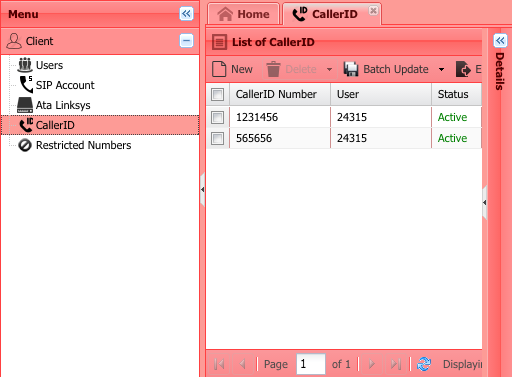 Menu
Client
Users
SIP Account
Ata Linksys
CallerID
Restricted Numbers
Home
CallerID
List of CallerID
New
Delete
Batch Update
E
CallerID Number User Status
1231456 24315 Active
565656 24315 Active
Page 1 of 1
Displayin
Details